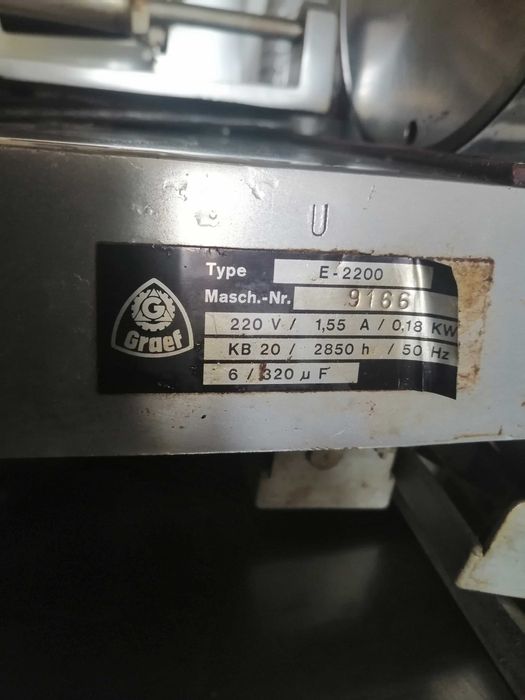 U
Type E-2200
Masch.-Nr. 9166
G
Graef
220 V / 1,55 A / 0,18 KW
KB 20 / 2850 h / 50 Hz
6 / 320 µ F